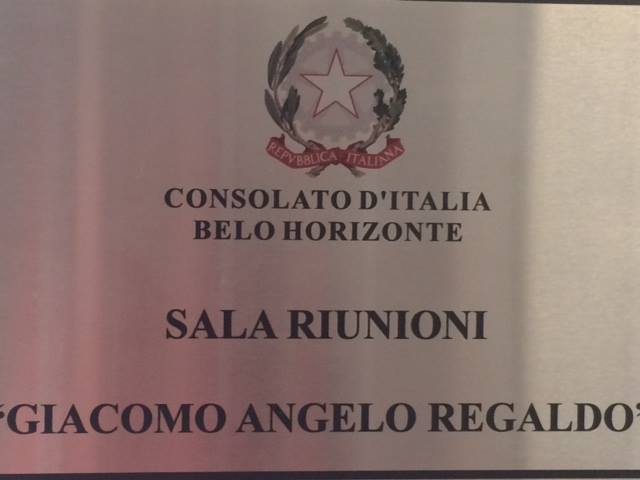 REPVBBLICA ITALIANA
CONSOLATO D'ITALIA
BELO HORIZONTE
SALA RIUNIONI
"GIACOMO ANGELO REGALDO"